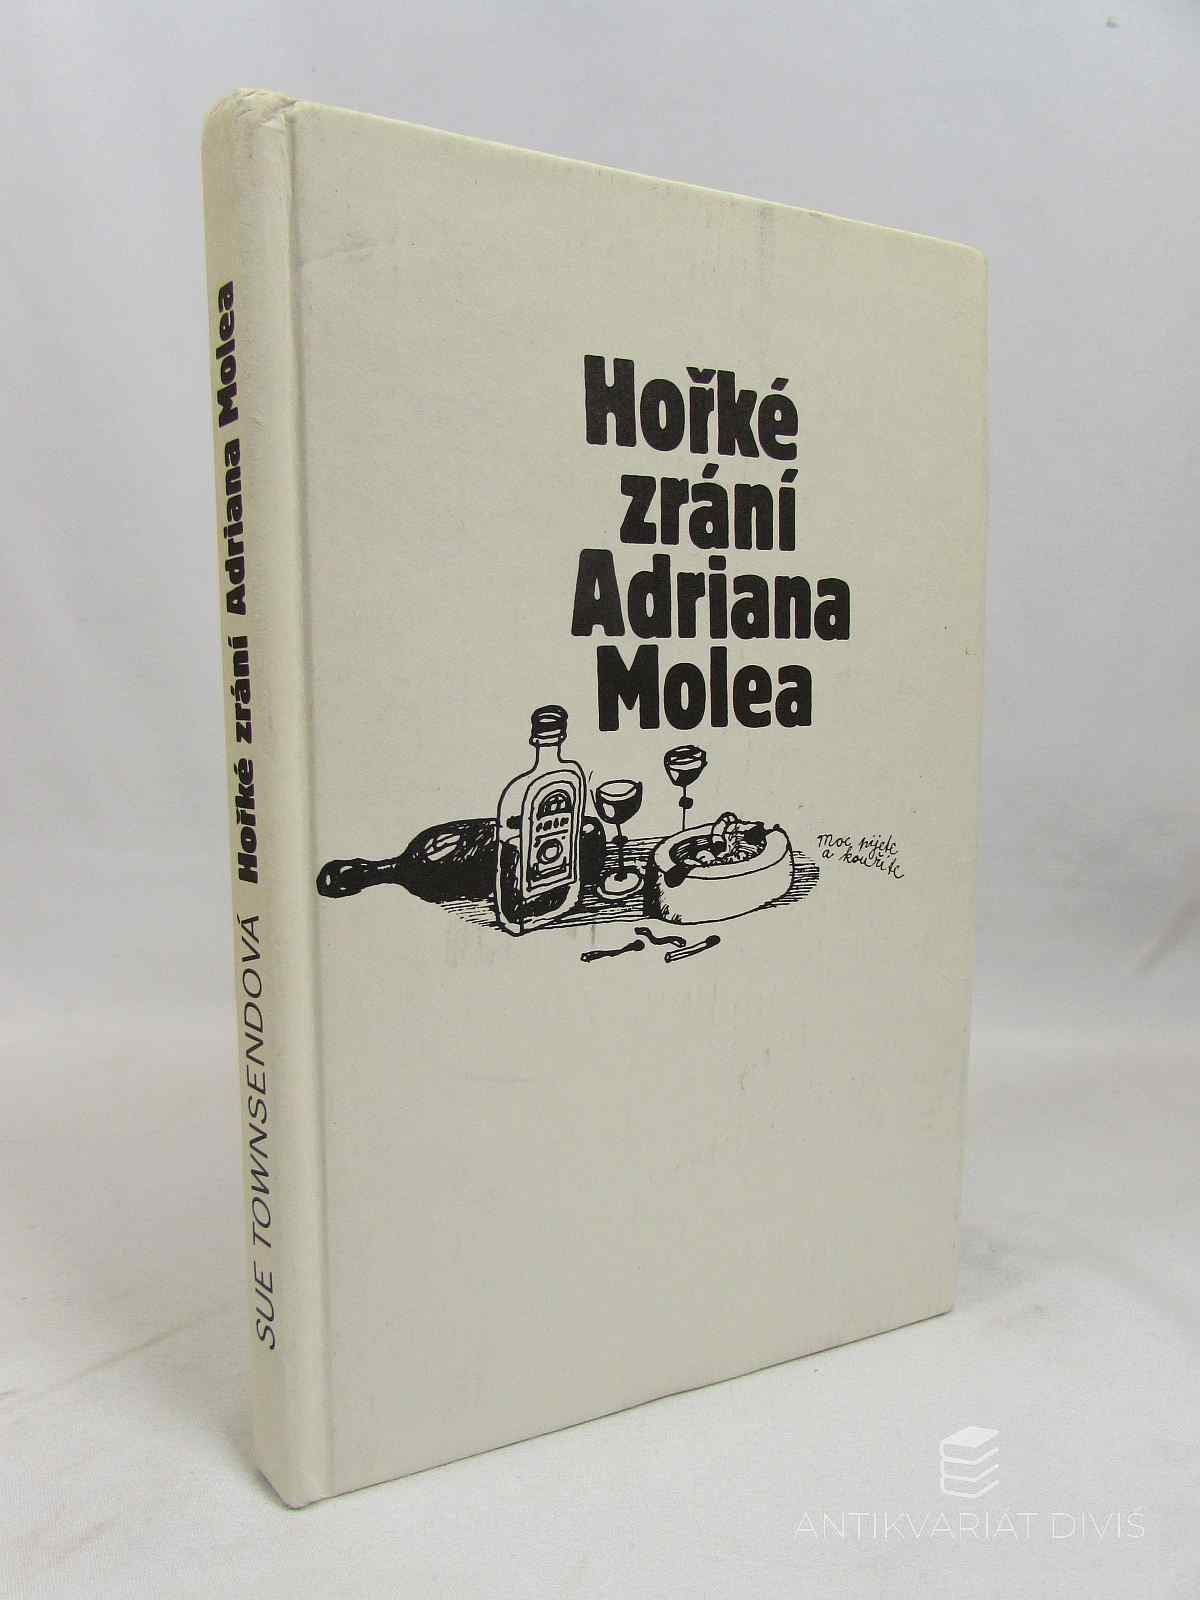 SUE TOWNSENDOVÁ Hořké zrání Adriana Molea
Hořké
zrání
Adriana
Molea
moc pijete
a kouříte
ANTIKVARIÁT DIVIŠ